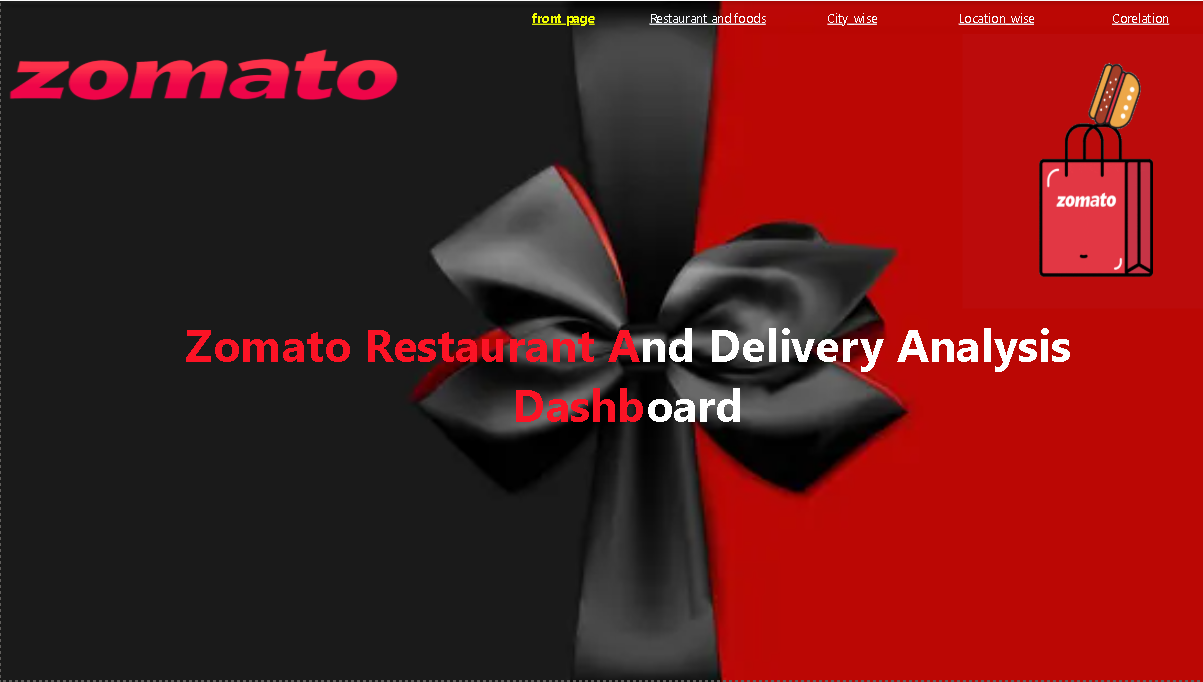 front page
Restaurant and foods
City wise
Location wise
Corelation
zomato
zomato
Zomato Restaurant And Delivery Analysis
Dashboard